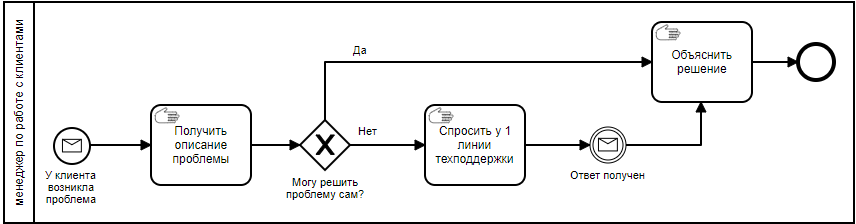 менеджер по работе с клиентами
У клиента
возникла
проблема
Получить
описание
проблемы
Могу решить
проблему сам?
Да
Нет
Спросить у 1
линии
техподдержки
Ответ получен
Объяснить
решение